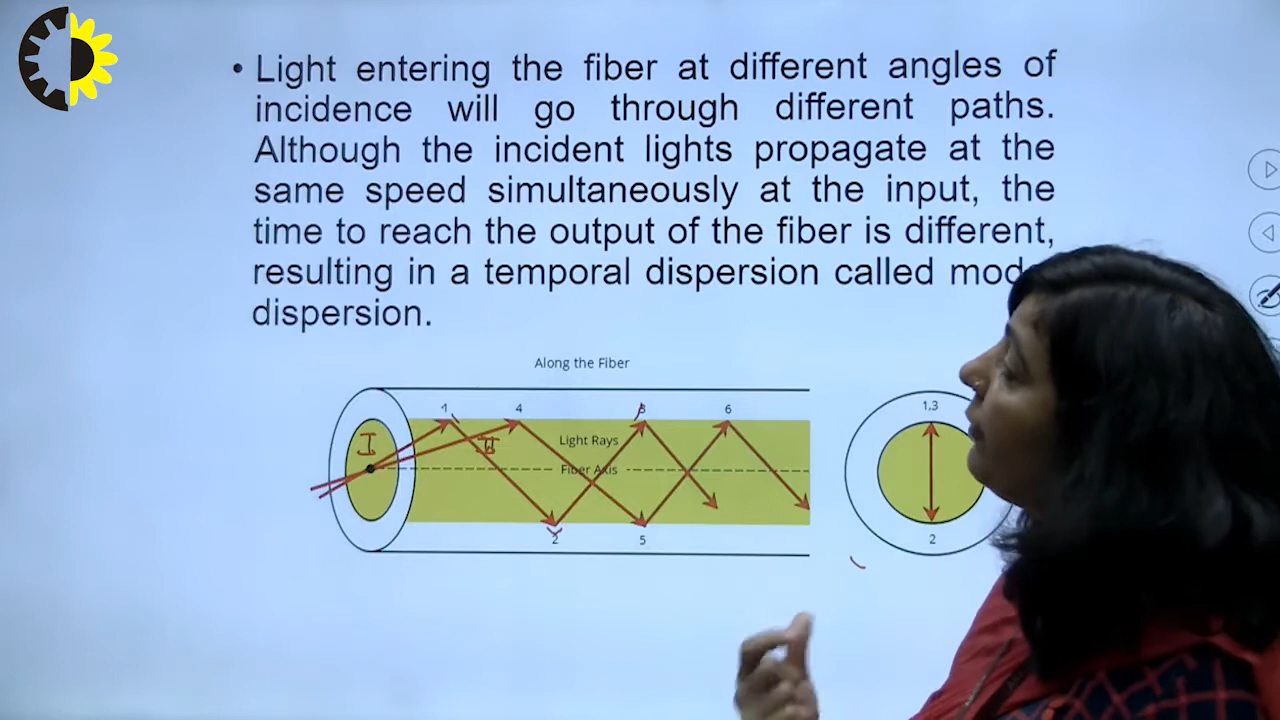 • Light entering the fiber at different angles of
incidence will go through different paths.
Although the incident lights propagate at the
same speed simultaneously at the input, the
time to reach the output of the fiber is different,
resulting in a temporal dispersion called
dispersion.
Along the Fiber
1 4 3 6 1,3
I II Light Rays
Fiber Axis
2 5 2